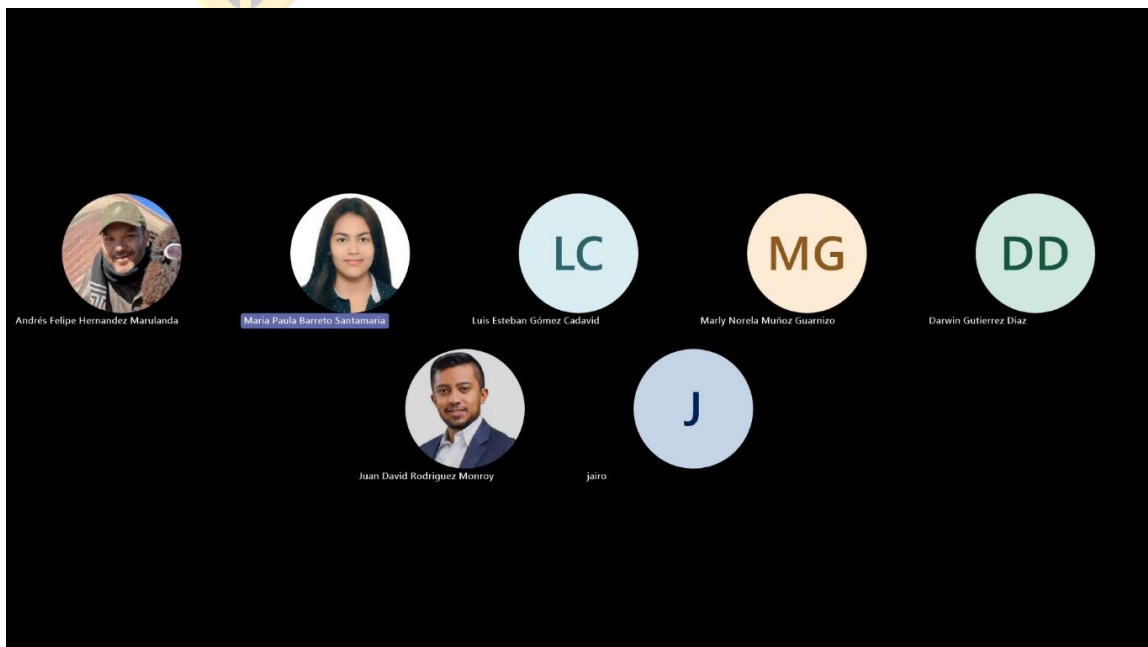 LC
MG
DD
Andrés Felipe Hernandez Marulanda
Maria Paula Barreto Santamaria
Luis Esteban Gómez Cadavid
Marly Norela Muñoz Guarnizo
Darwin Gutierrez Diaz
J
Juan David Rodriguez Monroy
jairo